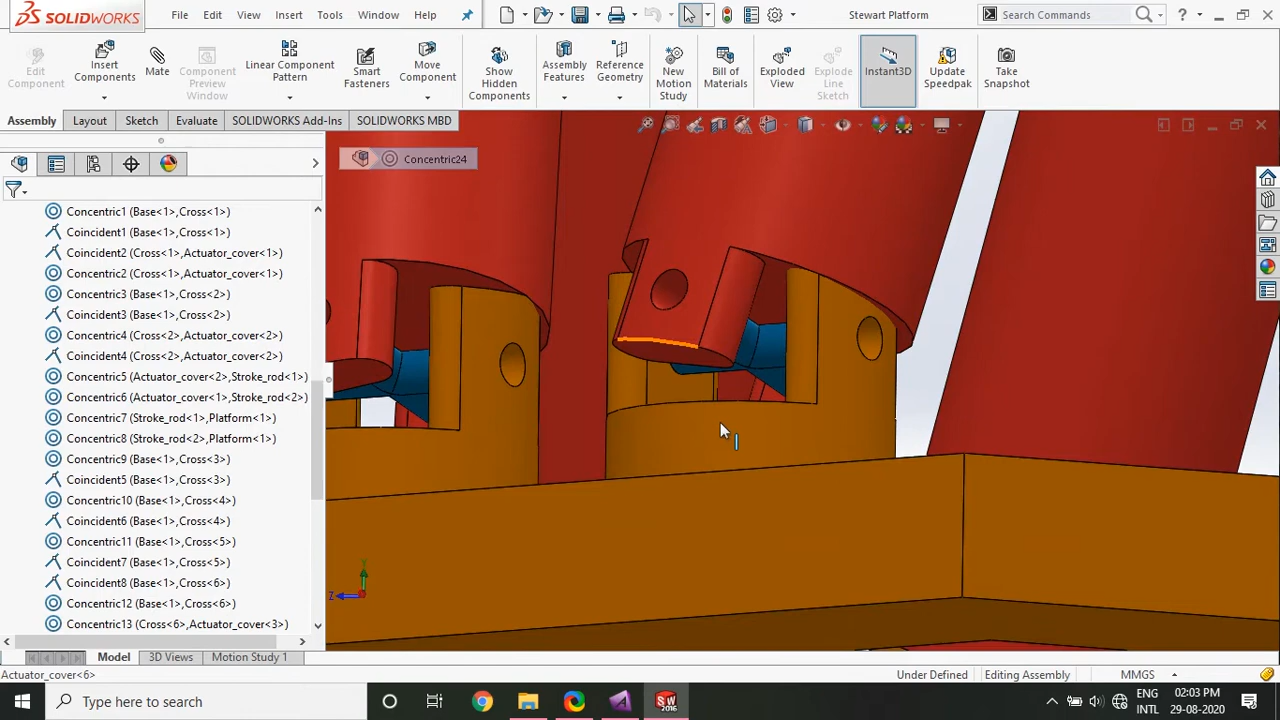 SOLIDWORKS
File
Edit
View
Insert
Tools
Window
Help
Stewart Platform
Search Commands
?
Edit
Component
Insert
Components
Mate
Component
Preview
Window
Linear Component
Pattern
Smart
Fasteners
Move
Component
Show
Hidden
Components
Assembly
Features
Reference
Geometry
New
Motion
Study
Bill of
Materials
Exploded
View
Explode
Line
Sketch
Instant3D
Update
Speedpak
Take
Snapshot
Assembly
Layout
Sketch
Evaluate
SOLIDWORKS Add-Ins
SOLIDWORKS MBD
Concentric24
Concentric1 (Base<1>,Cross<1>)
Coincident1 (Base<1>,Cross<1>)
Coincident2 (Cross<1>,Actuator_cover<1>)
Concentric2 (Cross<1>,Actuator_cover<1>)
Concentric3 (Base<1>,Cross<2>)
Coincident3 (Base<1>,Cross<2>)
Concentric4 (Cross<2>,Actuator_cover<2>)
Coincident4 (Cross<2>,Actuator_cover<2>)
Concentric5 (Actuator_cover<2>,Stroke_rod<1>)
Concentric6 (Actuator_cover<1>,Stroke_rod<2>)
Concentric7 (Stroke_rod<1>,Platform<1>)
Concentric8 (Stroke_rod<2>,Platform<1>)
Concentric9 (Base<1>,Cross<3>)
Coincident5 (Base<1>,Cross<3>)
Concentric10 (Base<1>,Cross<4>)
Coincident6 (Base<1>,Cross<4>)
Concentric11 (Base<1>,Cross<5>)
Coincident7 (Base<1>,Cross<5>)
Coincident8 (Base<1>,Cross<6>)
Concentric12 (Base<1>,Cross<6>)
Concentric13 (Cross<6>,Actuator_cover<3>)
Y
Z
Model
3D Views
Motion Study 1
Actuator_cover<6>
Under Defined
Editing Assembly
MMGS
Type here to search
SW
2016
ENG
INTL
02:03 PM
29-08-2020